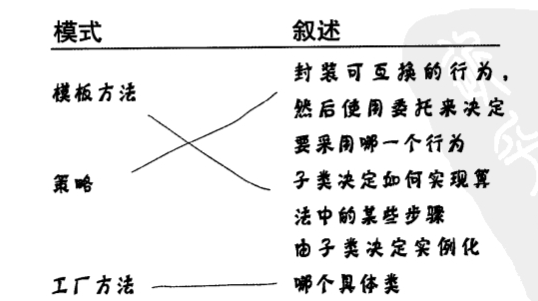 模式
叙述
模板方法
封装可互换的行为,
然后使用委托来决定
要采用哪一个行为
策略
子类决定如何实现算
法中的某些步骤
由子类决定实例化
工厂方法
哪个具体类